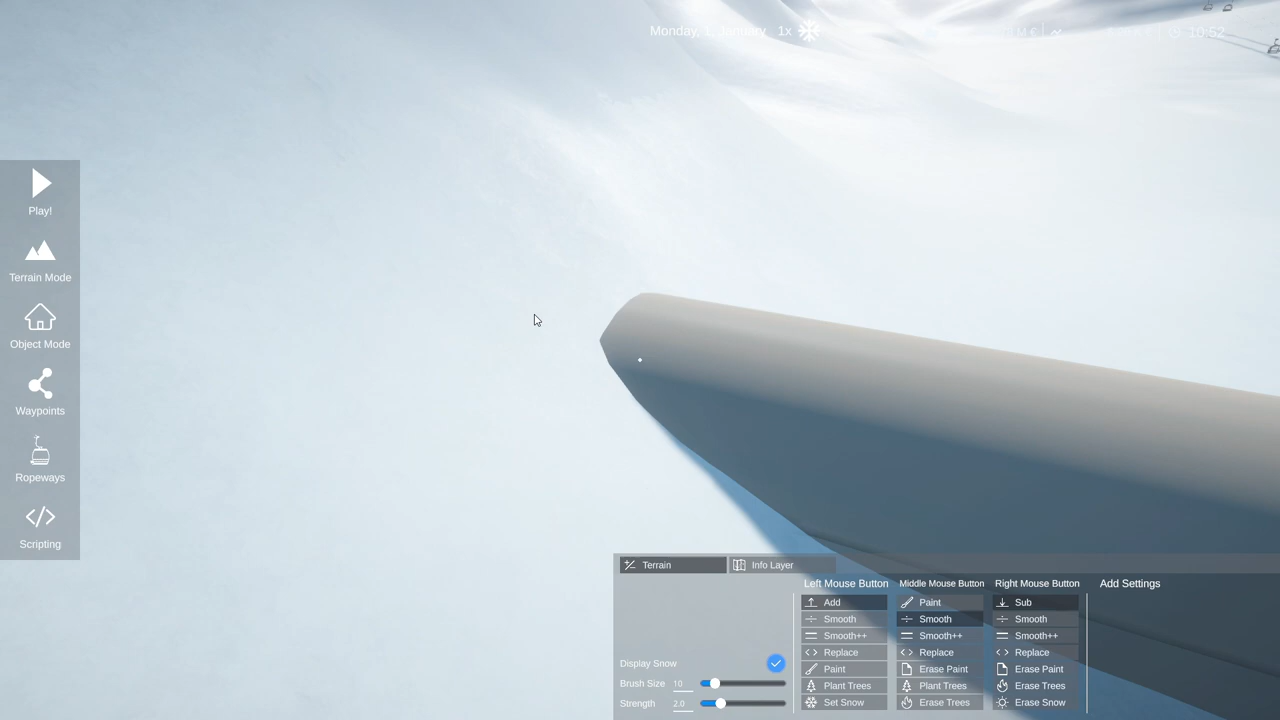 Monday, 1. January 1x
10:52
Play!
Terrain Mode
Object Mode
Waypoints
Ropeways
Scripting
Terrain
Info Layer
Left Mouse Button
Middle Mouse Button
Right Mouse Button
Add Settings
Add
Paint
Sub
Smooth
Smooth
Smooth
Smooth++
Smooth++
Smooth++
Replace
Replace
Replace
Display Snow
Paint
Erase Paint
Erase Paint
Brush Size 10
Plant Trees
Plant Trees
Erase Trees
Strength 2.0
Set Snow
Erase Trees
Erase Snow